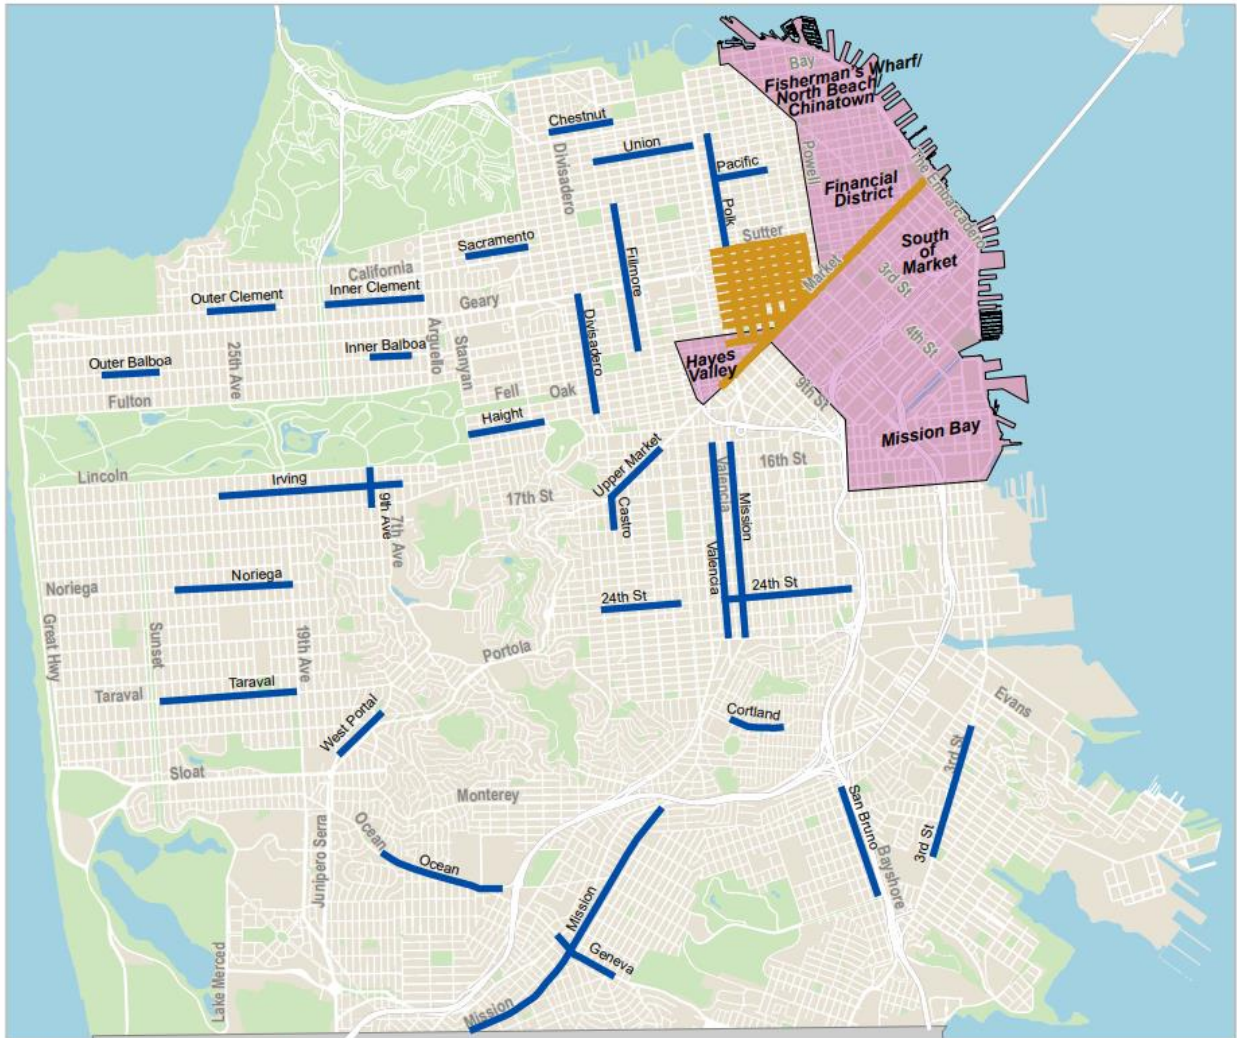 Bay
Fisherman's Wharf/
North Beach/
Chinatown
Chestnut
Union
Divisadero
Pacific
Powell
Polk
Financial
District
The Embarcadero
Sutter
South
of
Market
Sacramento
California
Fillmore
Market
3rd St
Outer Clement
Inner Clement
Geary
Divisadero
4th St
Outer Balboa
25th Ave
Inner Balboa
Arguello
Stanyan
Hayes
Valley
Fulton
Fell
Oak
9th St
Haight
Mission Bay
Lincoln
Irving
9th Ave
7th Ave
17th St
Upper Market
Castro
Valencia
16th St
Mission
Valencia
Noriega
Noriega
24th St
24th St
Great Hwy
Sunset
19th Ave
Portola
Taraval
Taraval
West Portal
Cortland
Evans
3rd St
Sloat
Monterey
San Bruno
Junipero Serra
Ocean
Ocean
3rd St
Bayshore
Mission
Geneva
Lake Merced
Mission